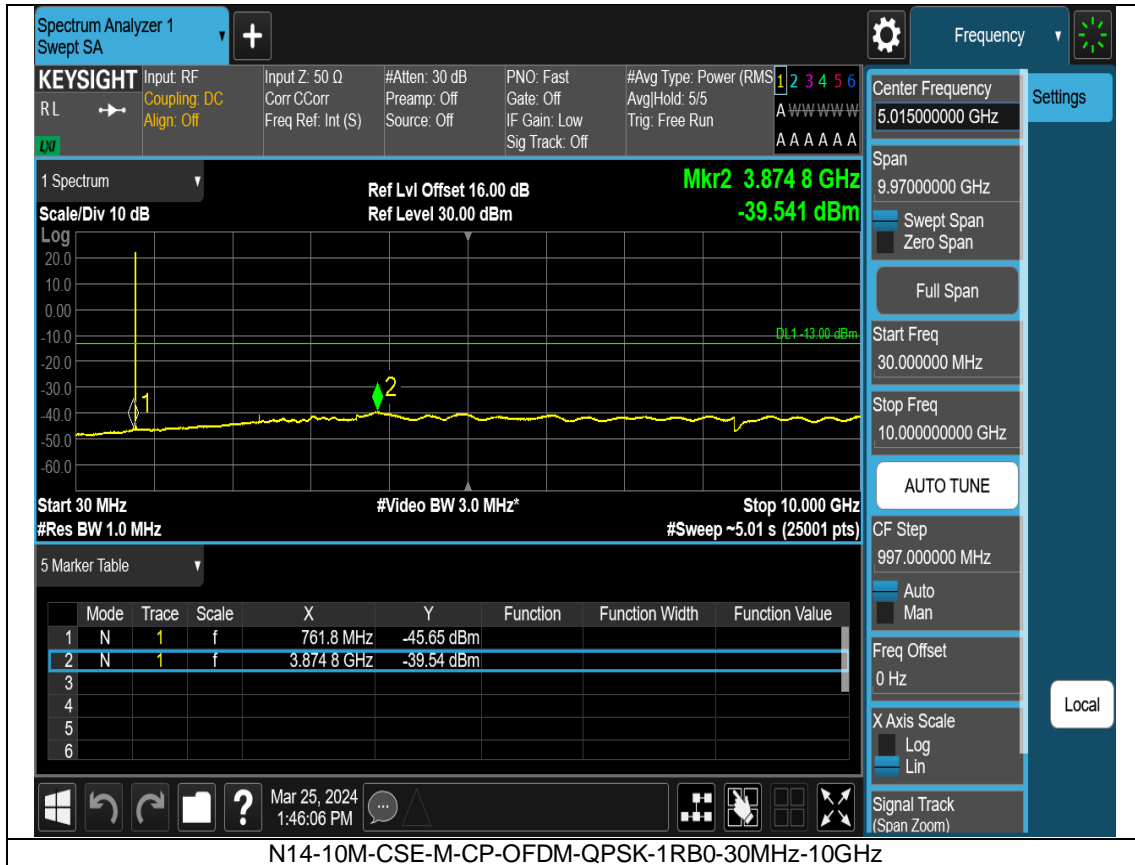 Spectrum Analyzer 1
Swept SA
+
Frequency
KEYSIGHT
RL
LXI
Input: RF
Coupling: DC
Align: Off
Input Z: 50 Ω
Corr CCorr
Freq Ref: Int (S)
#Atten: 30 dB
Preamp: Off
Source: Off
PNO: Fast
Gate: Off
IF Gain: Low
Sig Track: Off
#Avg Type: Power (RMS
Avg|Hold: 5/5
Trig: Free Run
1 2 3 4 5 6
A W W W W W
A A A A A A
1 Spectrum
Scale/Div 10 dB
Ref Lvl Offset 16.00 dB
Ref Level 30.00 dBm
Mkr2 3.874 8 GHz
-39.541 dBm
Log
20.0
10.0
0.00
-10.0
-20.0
-30.0
-40.0
-50.0
-60.0
DL1 -13.00 dBm
1
2
Start 30 MHz
#Video BW 3.0 MHz*
Stop 10.000 GHz
#Res BW 1.0 MHz
#Sweep ~5.01 s (25001 pts)
5 Marker Table
Mode Trace Scale X Y Function Function Width Function Value
1 N 1 f 761.8 MHz -45.65 dBm
2 N 1 f 3.874 8 GHz -39.54 dBm
3
4
5
6
Mar 25, 2024
1:46:06 PM
?
Center Frequency
5.015000000 GHz
Settings
Span
9.97000000 GHz
Swept Span
Zero Span
Full Span
Start Freq
30.000000 MHz
Stop Freq
10.000000000 GHz
AUTO TUNE
CF Step
997.000000 MHz
Auto
Man
Freq Offset
0 Hz
X Axis Scale
Log
Lin
Local
Signal Track
(Span Zoom)
N14-10M-CSE-M-CP-OFDM-QPSK-1RB0-30MHz-10GHz